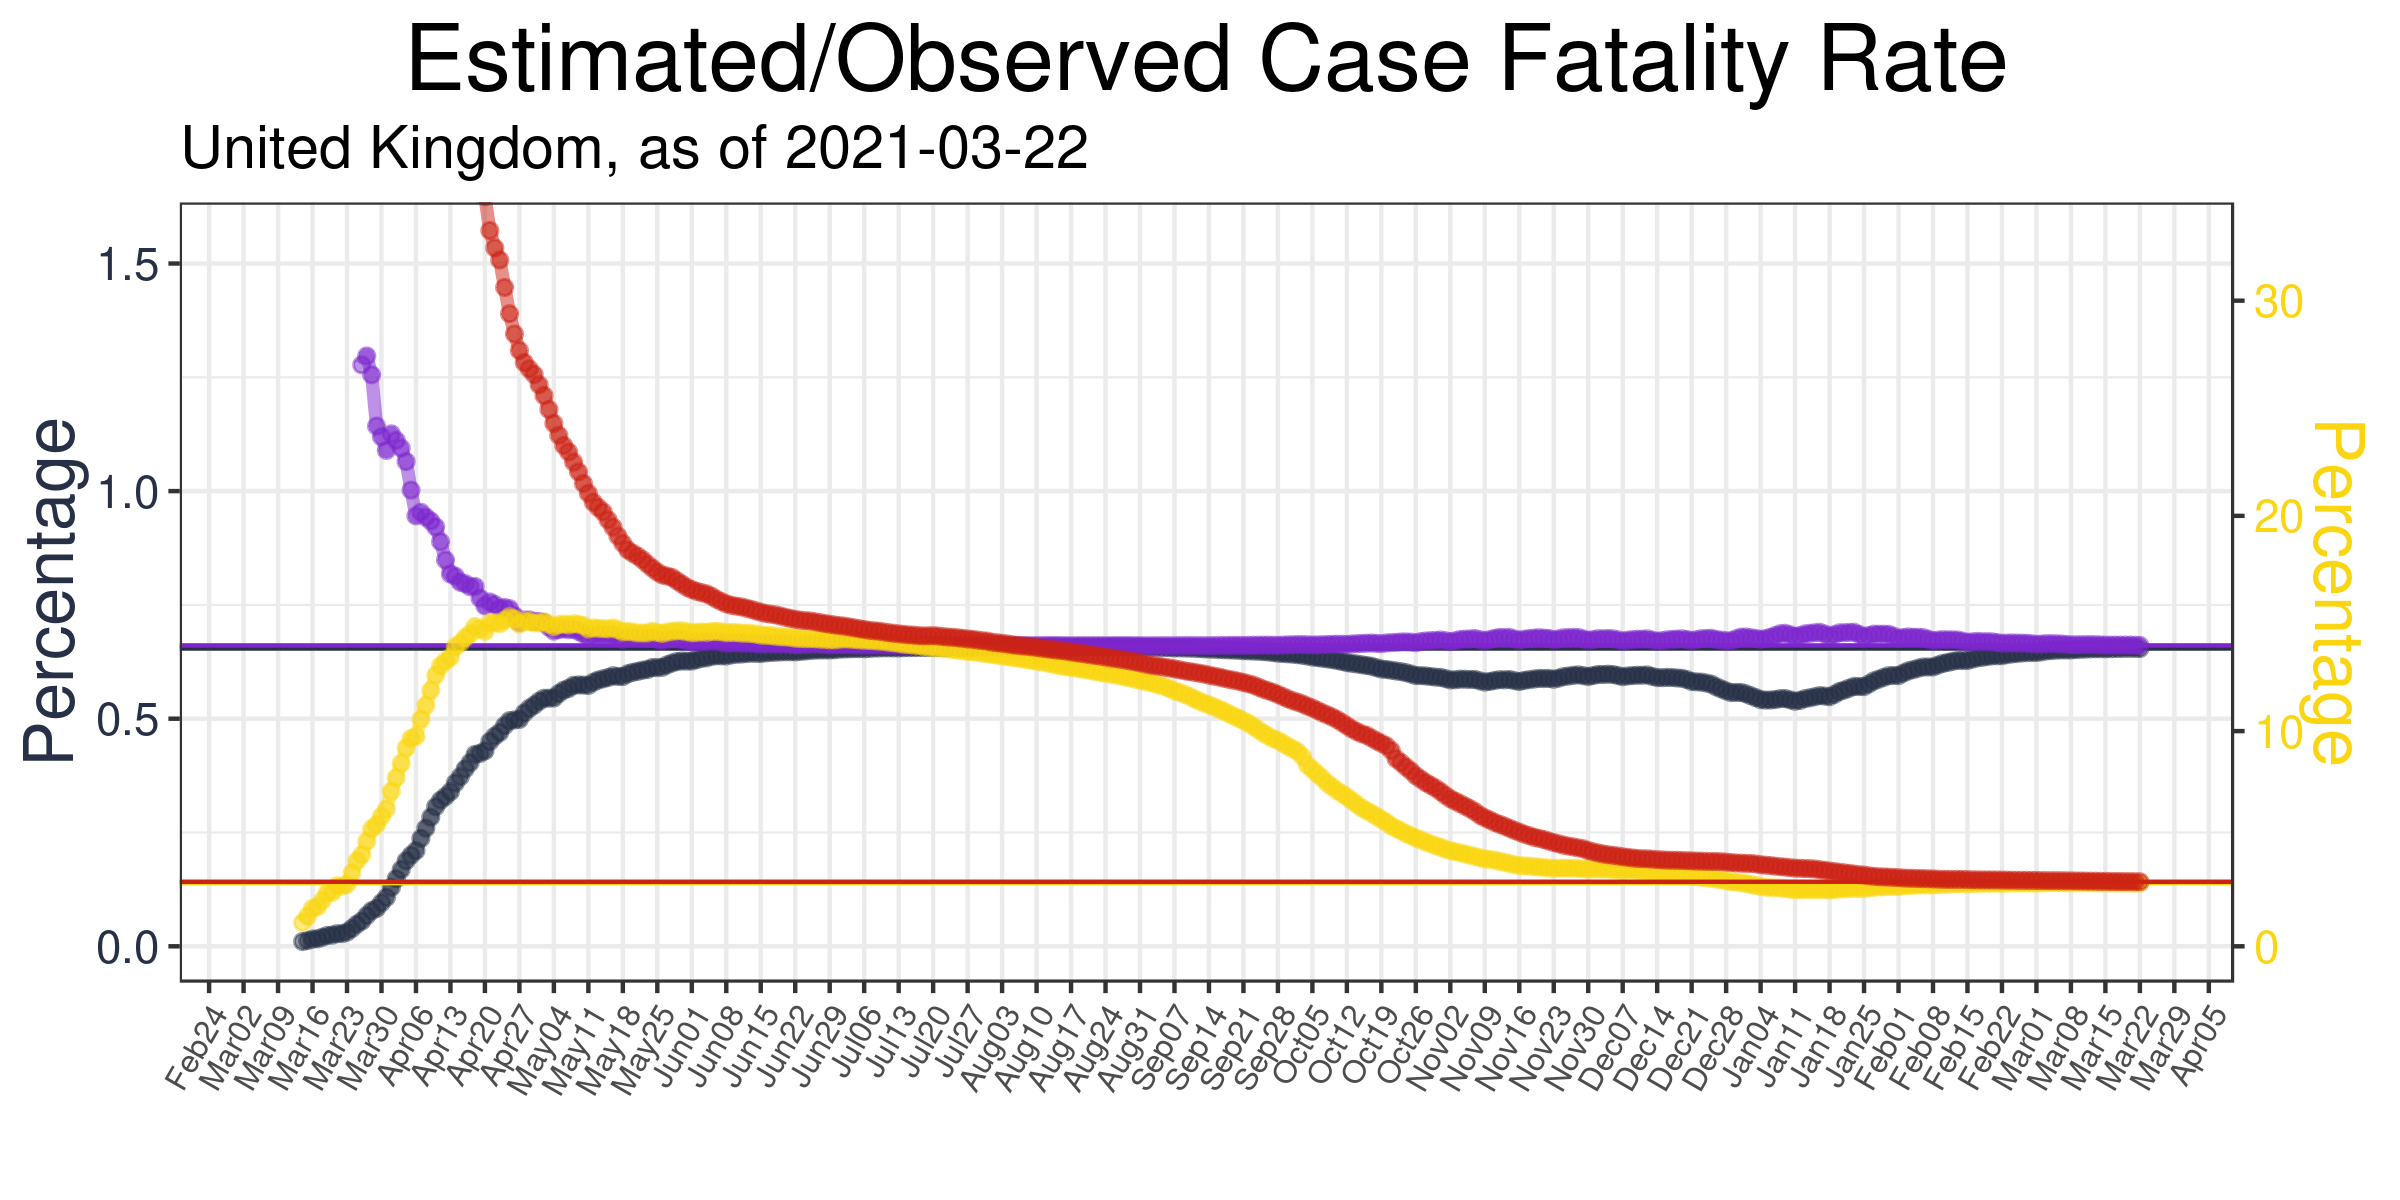 Estimated/Observed Case Fatality Rate
United Kingdom, as of 2021-03-22
Percentage
1.5
1.0
0.5
0.0
30
20
10
0
Percentage
Feb24
Mar02
Mar09
Mar16
Mar23
Mar30
Apr06
Apr13
Apr20
Apr27
May04
May11
May18
May25
Jun01
Jun08
Jun15
Jun22
Jun29
Jul06
Jul13
Jul20
Jul27
Aug03
Aug10
Aug17
Aug24
Aug31
Sep07
Sep14
Sep21
Sep28
Oct05
Oct12
Oct19
Oct26
Nov02
Nov09
Nov16
Nov23
Nov30
Dec07
Dec14
Dec21
Dec28
Jan04
Jan11
Jan18
Jan25
Feb01
Feb08
Feb15
Feb22
Mar01
Mar08
Mar15
Mar22
Mar29
Apr05